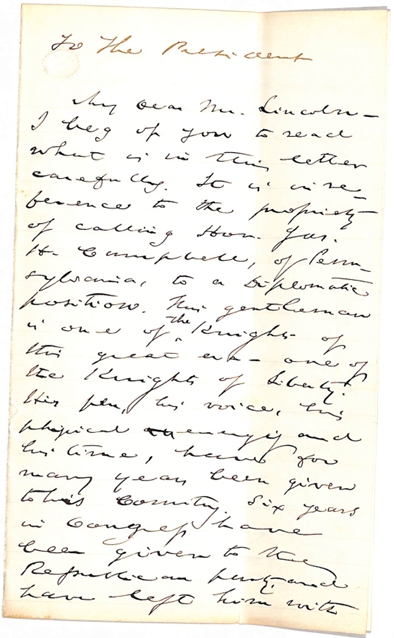 To The President
My Dear Mr. Lincoln—
I beg of you to read
what is in this letter
carefully. It is in re-
ference to the propriety
of calling Hon. Jas.
H. Campbell, of Penn-
sylvania, to a Diplomatic
position. This gentleman
is one of the Knights of
this great era— one of
the Knights of Liberty.
His pen, his voice, his
physical energy and
his time, have for
many years been given
to his Country. Six years
in Congress have
been given to the
Republican party and
have left him with